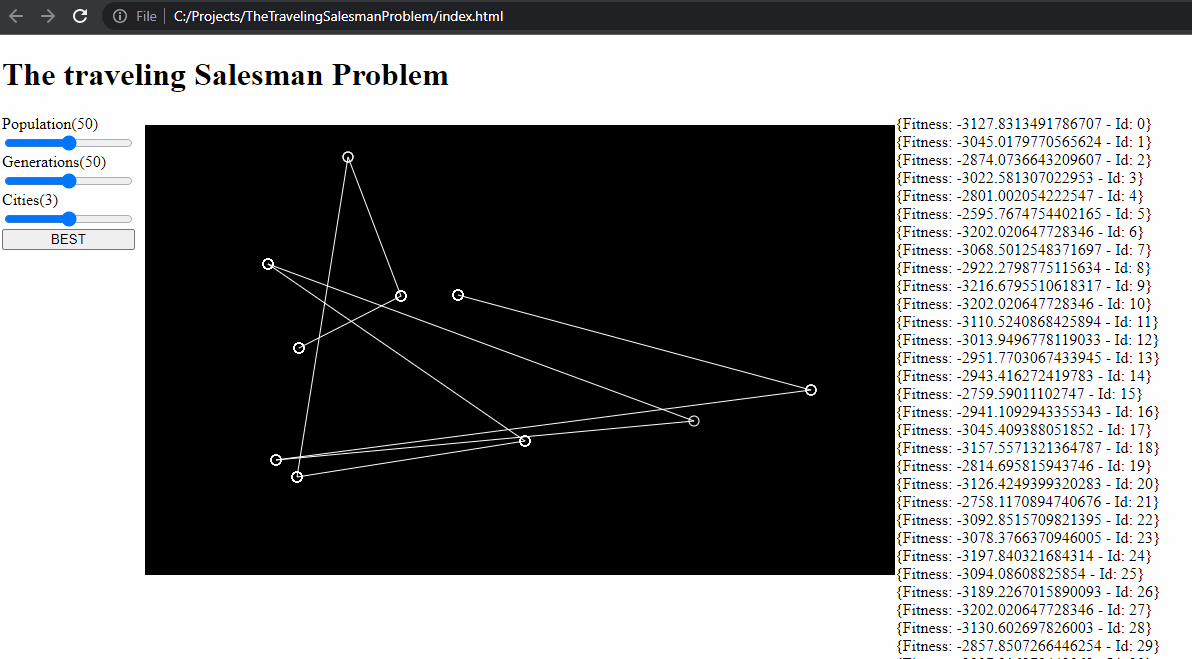 File C:/Projects/TheTravelingSalesmanProblem/index.html
The traveling Salesman Problem
Population(50)
Generations(50)
Cities(3)
BEST
{Fitness: -3127.8313491786707 - Id: 0}
{Fitness: -3045.0179770565624 - Id: 1}
{Fitness: -2874.0736643209607 - Id: 2}
{Fitness: -3022.581307022953 - Id: 3}
{Fitness: -2801.002054222547 - Id: 4}
{Fitness: -2595.7674754402165 - Id: 5}
{Fitness: -3202.020647728346 - Id: 6}
{Fitness: -3068.5012548371697 - Id: 7}
{Fitness: -2922.2798775115634 - Id: 8}
{Fitness: -3216.6795510618317 - Id: 9}
{Fitness: -3202.020647728346 - Id: 10}
{Fitness: -3110.5240868425894 - Id: 11}
{Fitness: -3013.9496778119033 - Id: 12}
{Fitness: -2951.7703067433945 - Id: 13}
{Fitness: -2943.416272419783 - Id: 14}
{Fitness: -2759.59011102747 - Id: 15}
{Fitness: -2941.1092943355343 - Id: 16}
{Fitness: -3045.409388051852 - Id: 17}
{Fitness: -3157.5571321364787 - Id: 18}
{Fitness: -2814.695815943746 - Id: 19}
{Fitness: -3126.4249399320283 - Id: 20}
{Fitness: -2758.1170894740676 - Id: 21}
{Fitness: -3092.8515709821395 - Id: 22}
{Fitness: -3078.3766370946005 - Id: 23}
{Fitness: -3197.840321684314 - Id: 24}
{Fitness: -3094.08608825854 - Id: 25}
{Fitness: -3189.2267015890093 - Id: 26}
{Fitness: -3202.020647728346 - Id: 27}
{Fitness: -3130.602697826003 - Id: 28}
{Fitness: -2857.8507266446254 - Id: 29}